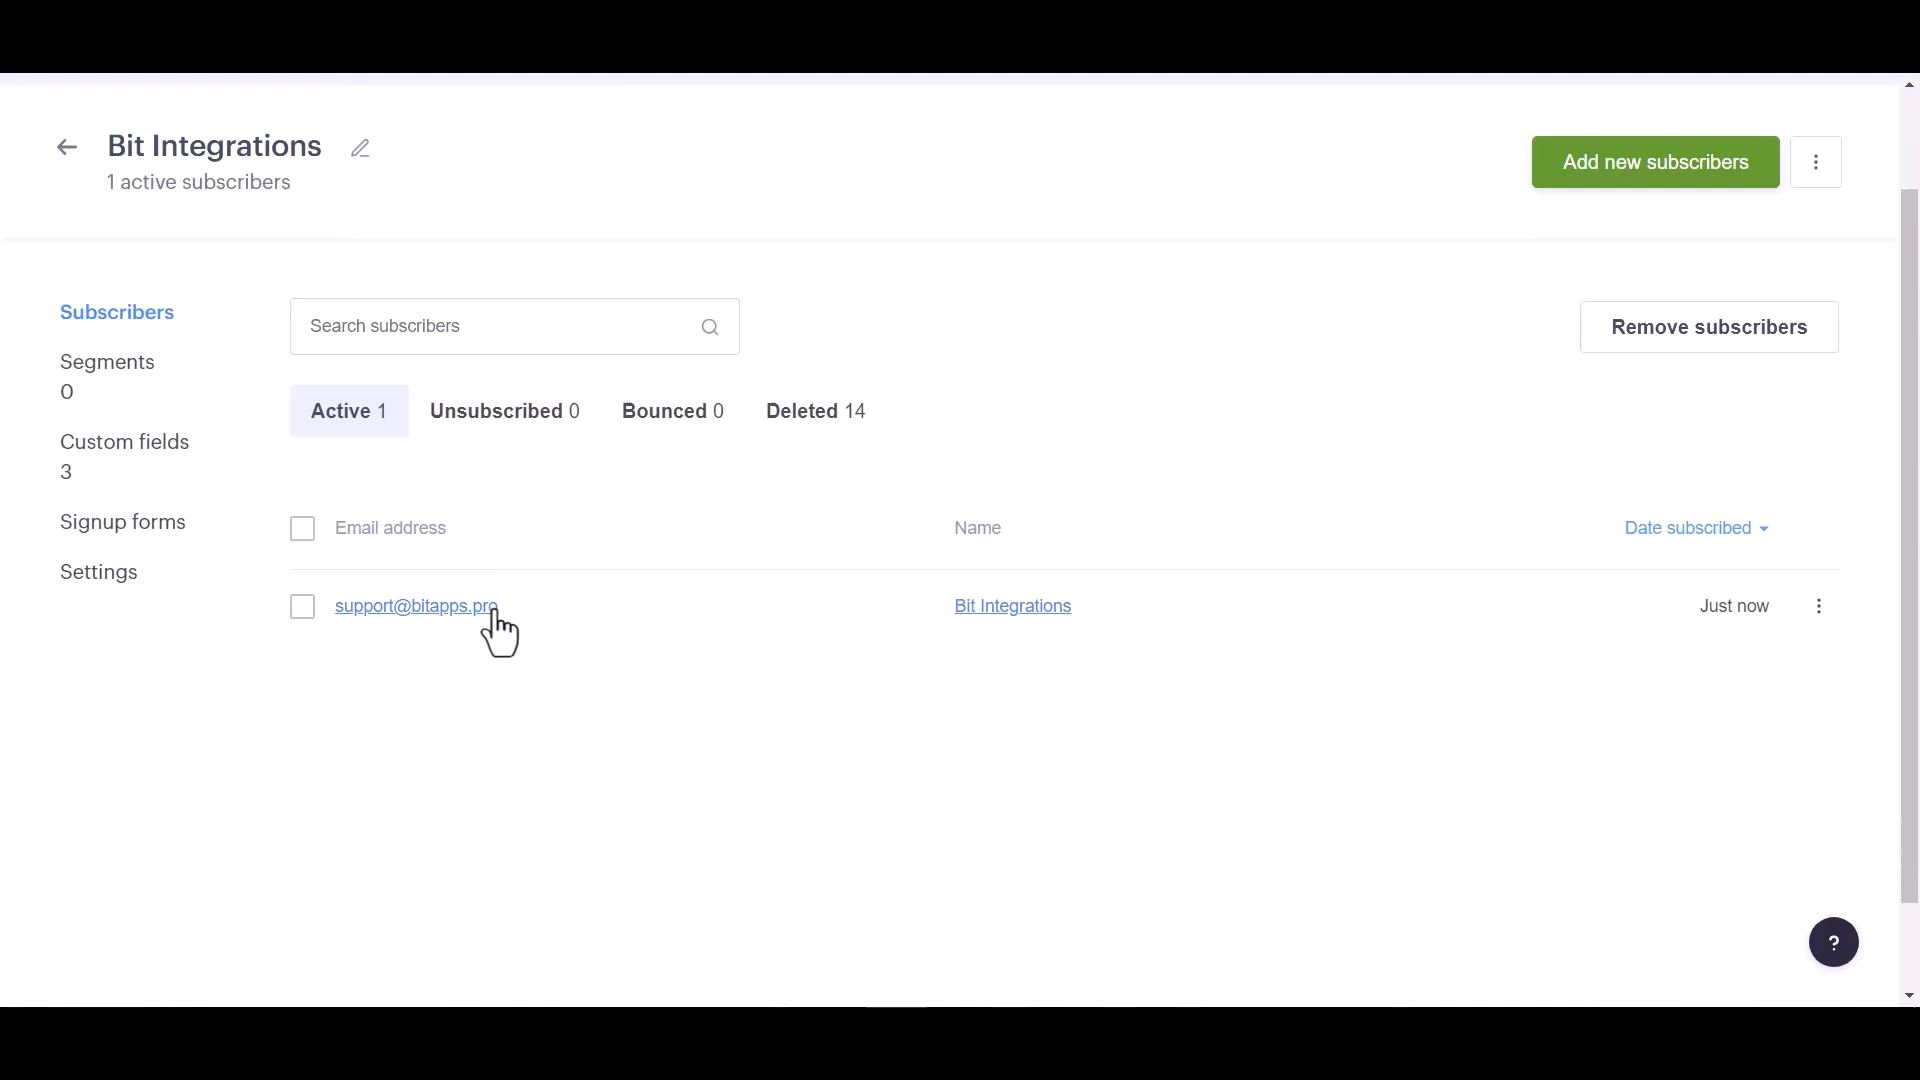 Bit Integrations
1 active subscribers
Add new subscribers
Subscribers
Segments
0
Custom fields
3
Signup forms
Settings
Search subscribers
Remove subscribers
Active 1 Unsubscribed 0 Bounced 0 Deleted 14
Email address Name Date subscribed
support@bitapps.pro Bit Integrations Just now
?